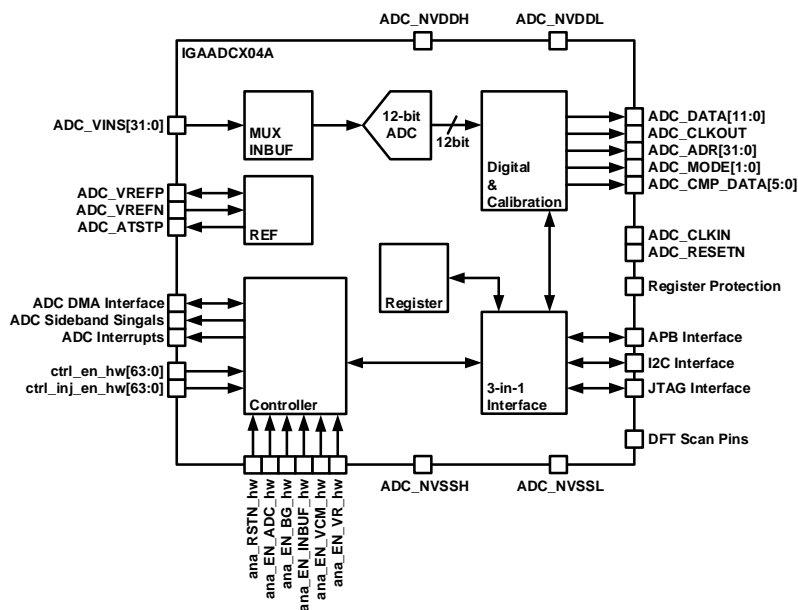 ADC_NVDDH
ADC_NVDDL
IGAADCX04A
ADC_VINS[31:0]
MUX
INBUF
12-bit
ADC
12bit
Digital
&
Calibration
ADC_DATA[11:0]
ADC_CLKOUT
ADC_ADR[31:0]
ADC_MODE[1:0]
ADC_CMP_DATA[5:0]
ADC_VREFP
ADC_VREFN
ADC_ATSTP
REF
ADC_CLKIN
ADC_RESETN
Register Protection
ADC DMA Interface
ADC Sideband Singals
ADC Interrupts
ctrl_en_hw[63:0]
ctrl_inj_en_hw[63:0]
Controller
Register
3-in-1
Interface
APB Interface
I2C Interface
JTAG Interface
DFT Scan Pins
ADC_NVSSH
ADC_NVSSL
ana_RSTN_hw
ana_EN_ADC_hw
ana_EN_BG_hw
ana_EN_INBUF_hw
ana_EN_VCM_hw
ana_EN_VR_hw